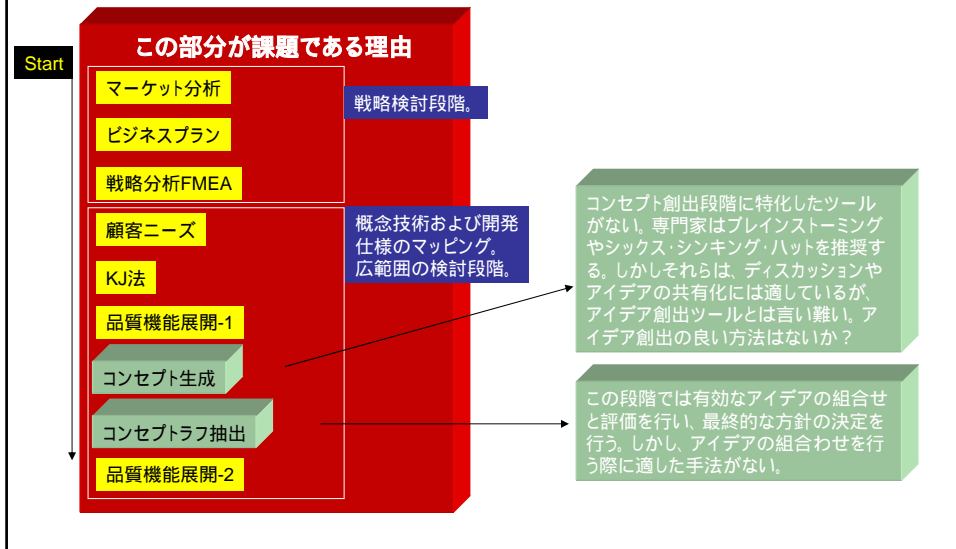 この部分が課題である理由
Start
マーケット分析
戦略検討段階。
ビジネスプラン
戦略分析FMEA
顧客ニーズ
概念技術および開発
仕様のマッピング。
広範囲の検討段階。
KJ法
品質機能展開-1
コンセプト生成
コンセプトラフ抽出
品質機能展開-2
コンセプト創出段階に特化したツール
がない。専門家はブレインストーミング
やシックス・シンキング・ハットを推奨す
る。しかしそれらは、ディスカッションや
アイデアの共有化には適しているが、
アイデア創出ツールとは言い難い。ア
イデア創出の良い方法はないか？
この段階では有効なアイデアの組合せ
と評価を行い、最終的な方針の決定を
行う。しかし、アイデアの組合わせを行
う際に適した手法がない。